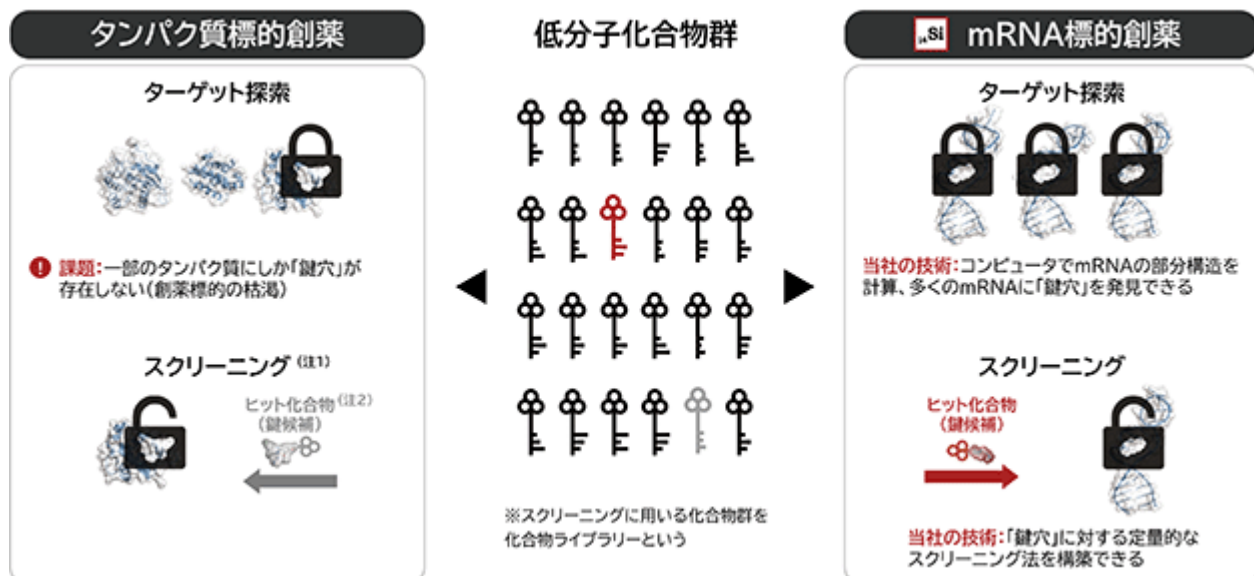 タンパク質標的創薬
ターゲット探索
課題:一部のタンパク質にしか「鍵穴」が
存在しない(創薬標的の枯渇)
スクリーニング(注1)
ヒット化合物(注2)
(鍵候補)
低分子化合物群
※スクリーニングに用いる化合物群を
化合物ライブラリーという
14Si mRNA標的創薬
ターゲット探索
当社の技術:コンピュータでmRNAの部分構造を
計算、多くのmRNAに「鍵穴」を発見できる
スクリーニング
ヒット化合物
(鍵候補)
当社の技術:「鍵穴」に対する定量的な
スクリーニング法を構築できる